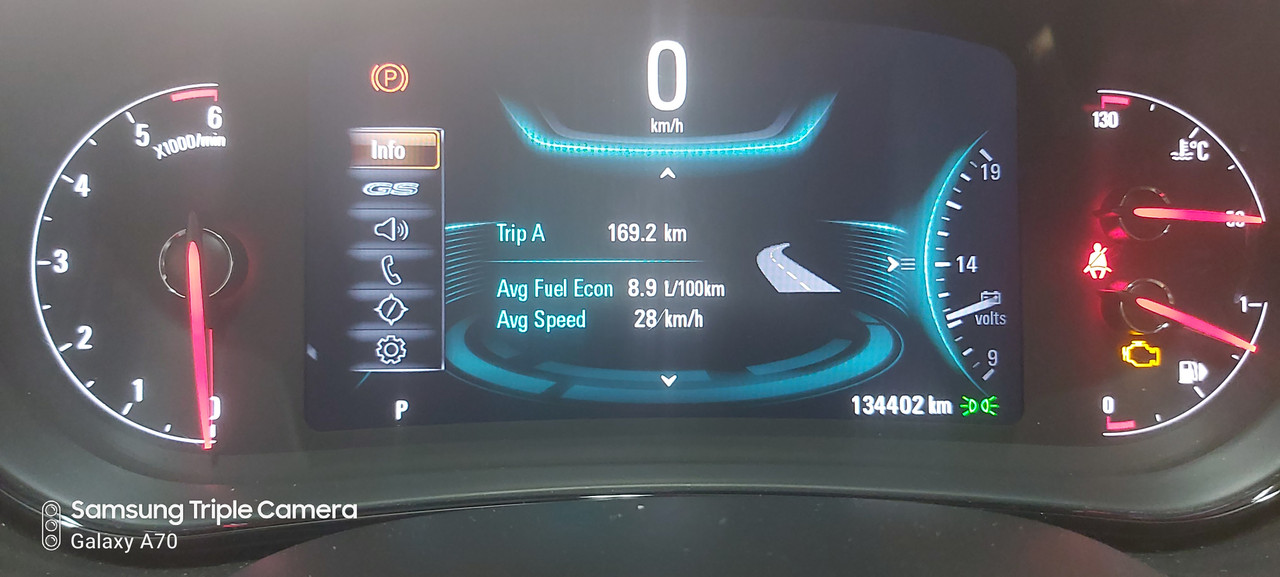 6
5
X1000/min
4
3
2
1
0
P
Info
GS
P
0
km/h
Trip A 169.2 km
Avg Fuel Econ 8.9 L/100km
Avg Speed 28 km/h
19
14
volts
9
134402 km
130
°C
1
0
Samsung Triple Camera
Galaxy A70